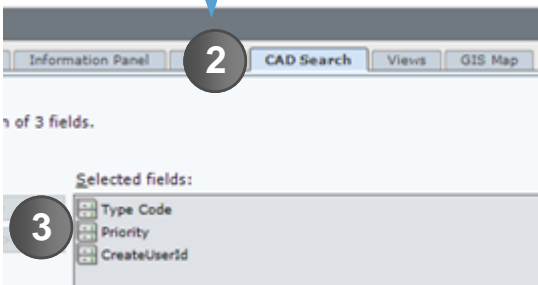 Information Panel 2 CAD Search Views GIS Map
of 3 fields.
Selected fields:
Type Code
3 Priority
CreateUserId